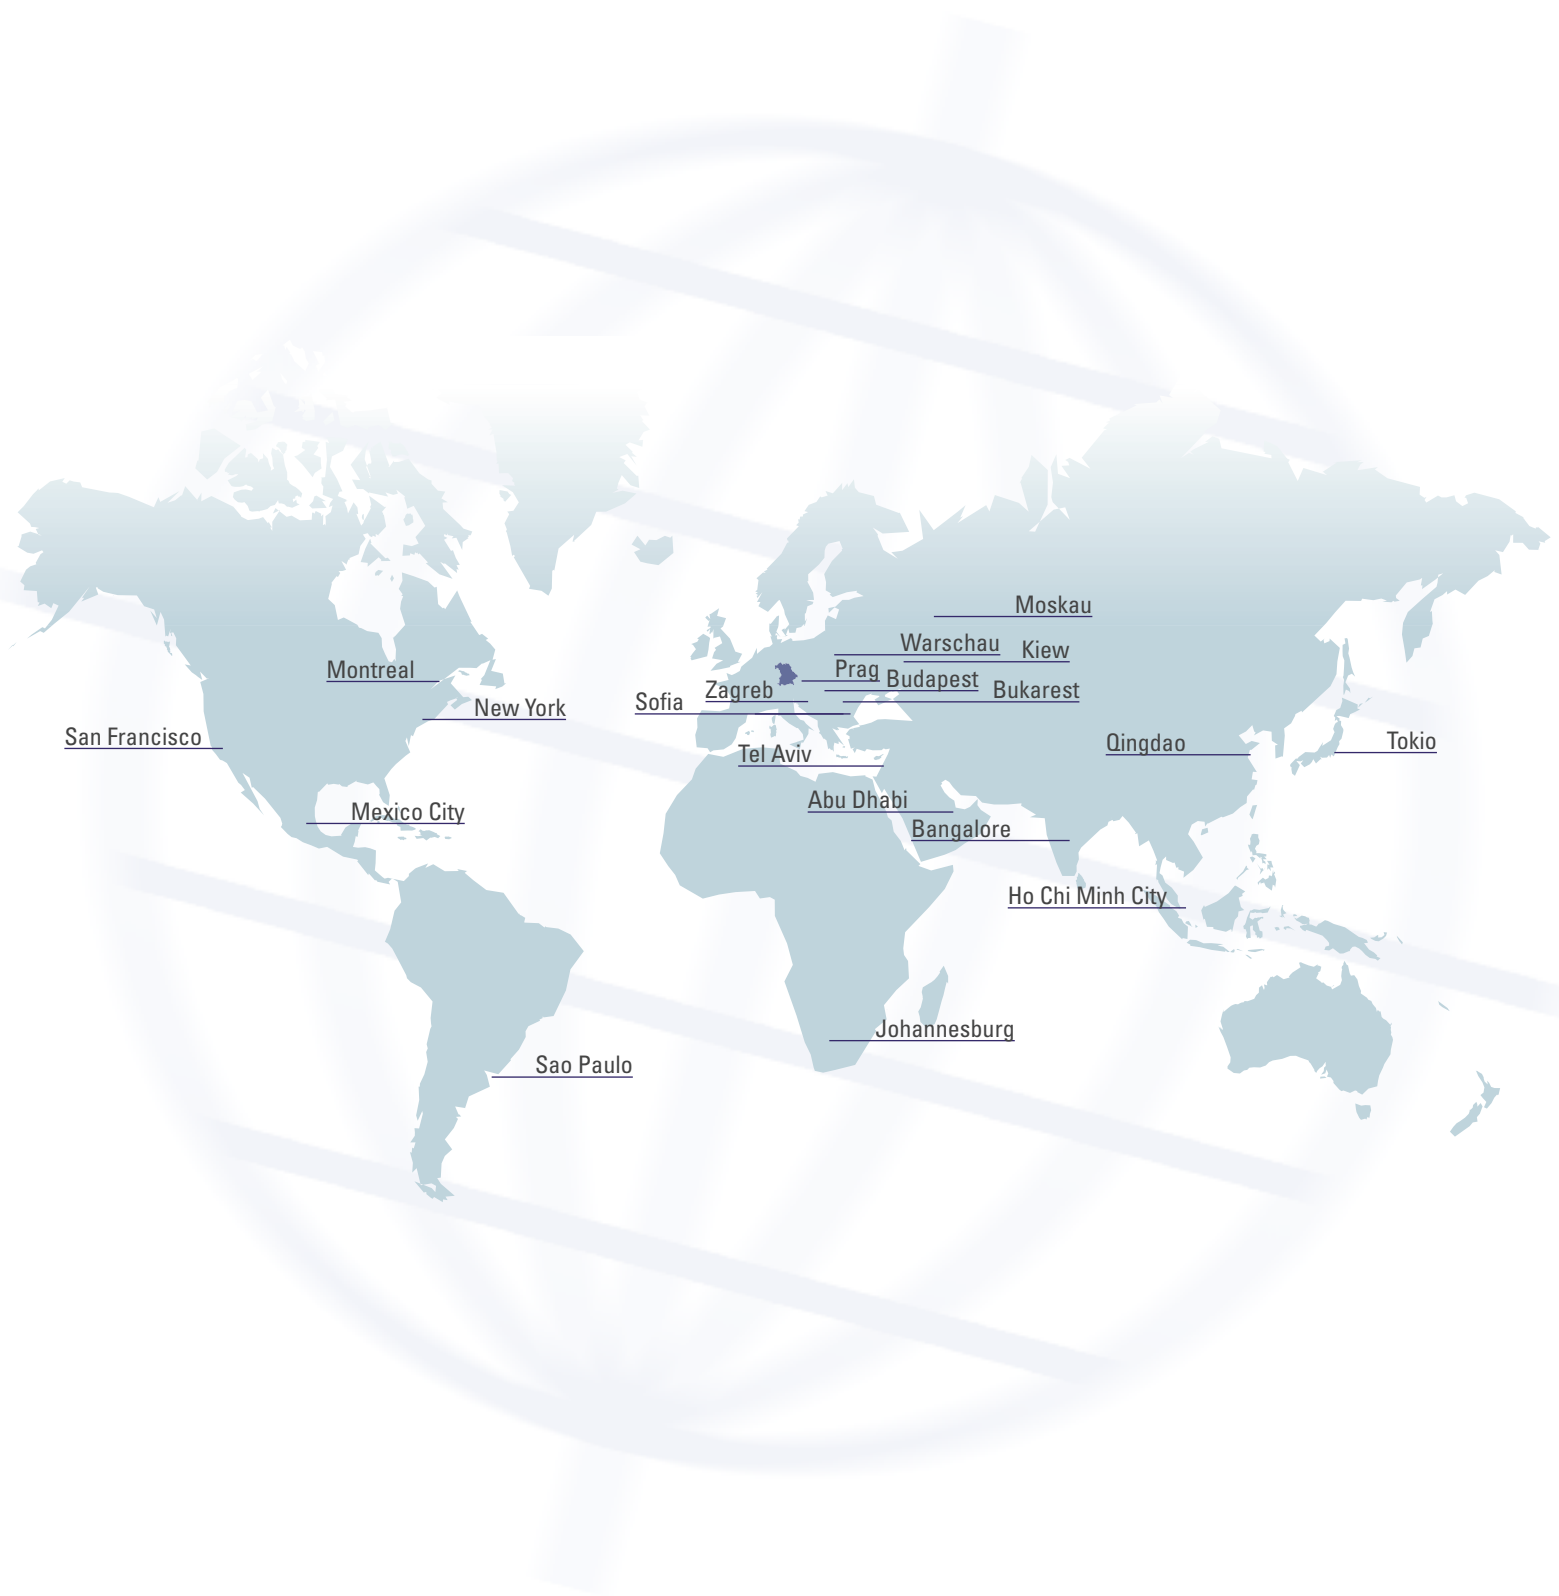 Moskau
Warschau
Kiew
Prag
Montreal
Budapest
Zagreb
Bukarest
Sofia
New York
San Francisco
Tokio
Qingdao
Tel Aviv
Abu Dhabi
Mexico City
Bangalore
Ho Chi Minh City
Johannesburg
Sao Paulo